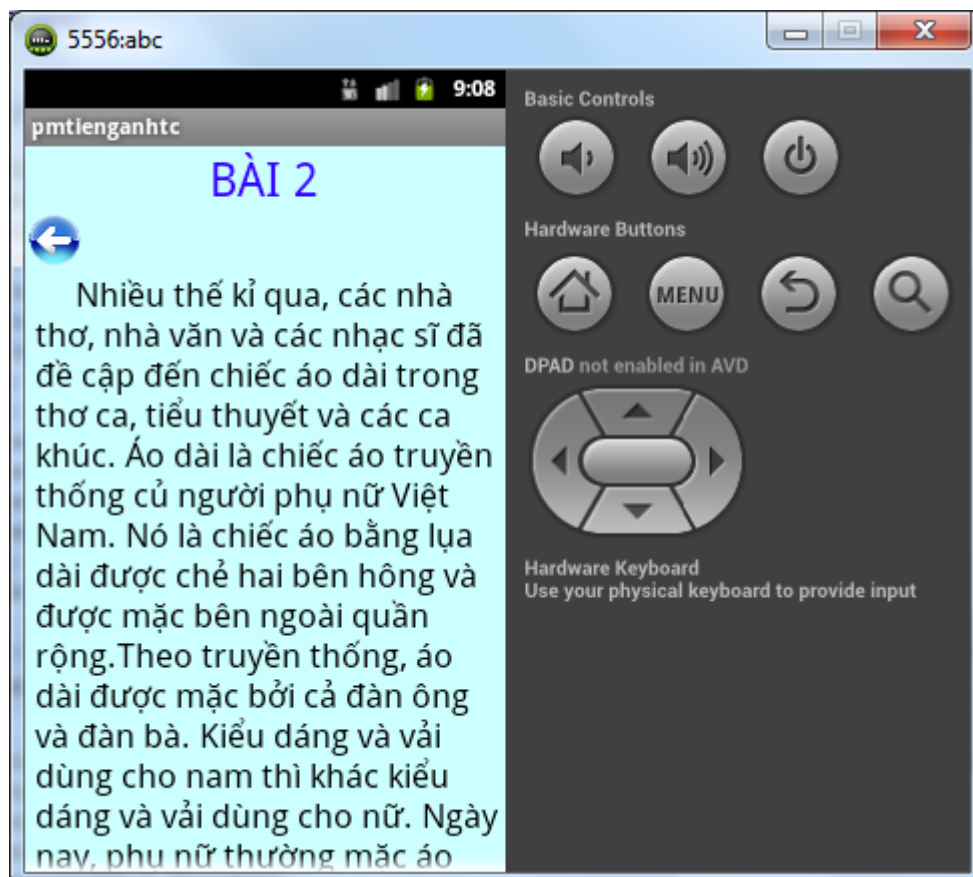 5556:abc
9:08
pmtienganhtc
BÀI 2
Nhiều thế kỉ qua, các nhà
thơ, nhà văn và các nhạc sĩ đã
đề cập đến chiếc áo dài trong
thơ ca, tiểu thuyết và các ca
khúc. Áo dài là chiếc áo truyền
thống củ người phụ nữ Việt
Nam. Nó là chiếc áo bằng lụa
dài được chẻ hai bên hông và
được mặc bên ngoài quần
rộng.Theo truyền thống, áo
dài được mặc bởi cả đàn ông
và đàn bà. Kiểu dáng và vải
dùng cho nam thì khác kiểu
dáng và vải dùng cho nữ. Ngày
nay, phụ nữ thường mặc áo
Basic Controls
Hardware Buttons
MENU
DPAD not enabled in AVD
Hardware Keyboard
Use your physical keyboard to provide input